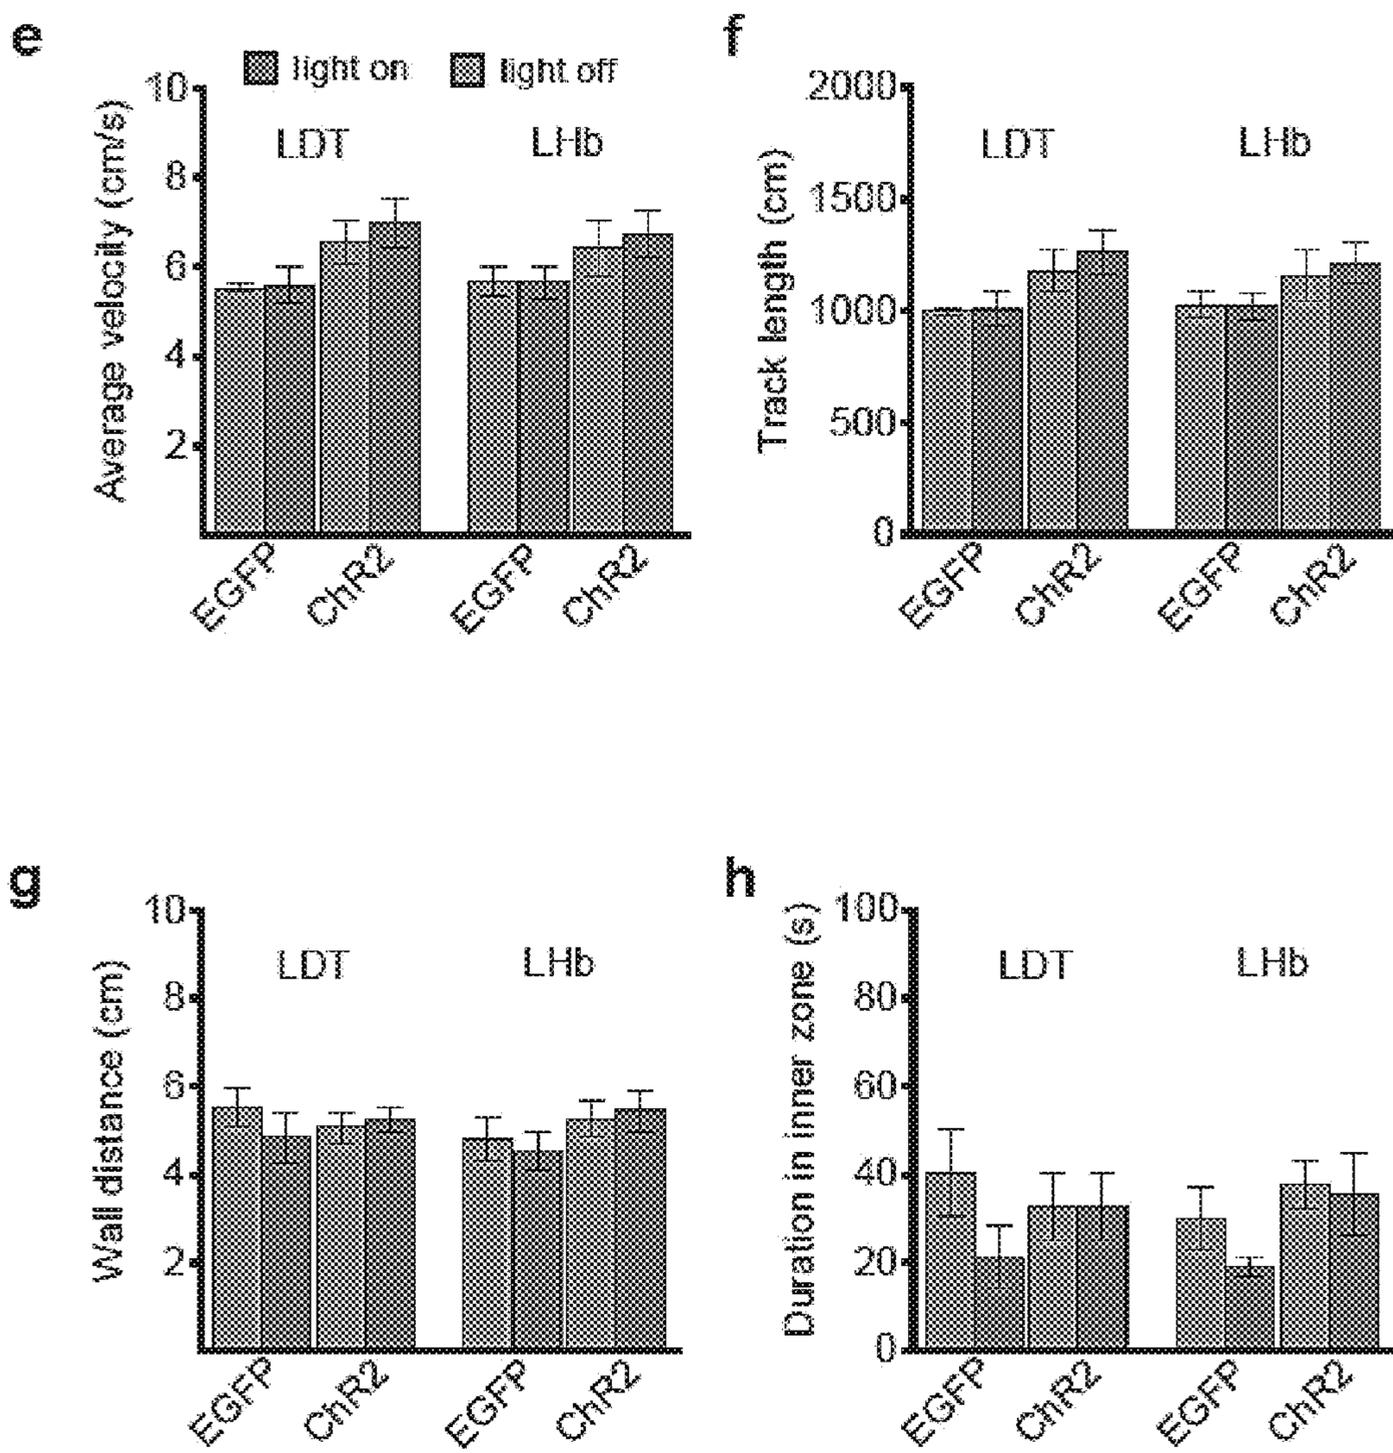 e
light on light off
10
8
6
4
2
Average velocity (cm/s)
LDT LHb
EGFP ChR2 EGFP ChR2
f
2000
1500
1000
500
0
Track length (cm)
LDT LHb
EGFP ChR2 EGFP ChR2
g
10
8
6
4
2
Wall distance (cm)
LDT LHb
EGFP ChR2 EGFP ChR2
h
100
80
60
40
20
0
Duration in inner zone (s)
LDT LHb
EGFP ChR2 EGFP ChR2